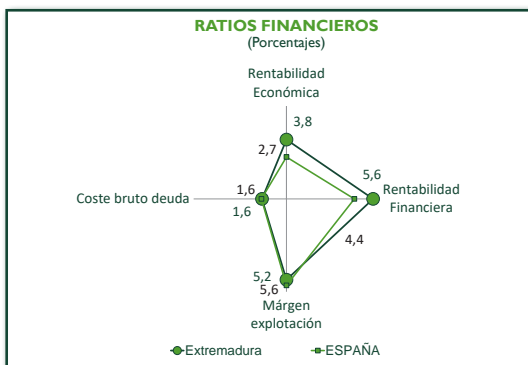 RATIOS FINANCIEROS
(Porcentajes)
Rentabilidad
Económica
3,8
2,7
5,6
Rentabilidad
Financiera
4,4
Coste bruto deuda
1,6
1,6
5,2
5,6
Márgen
explotación
Extremadura
ESPAÑA